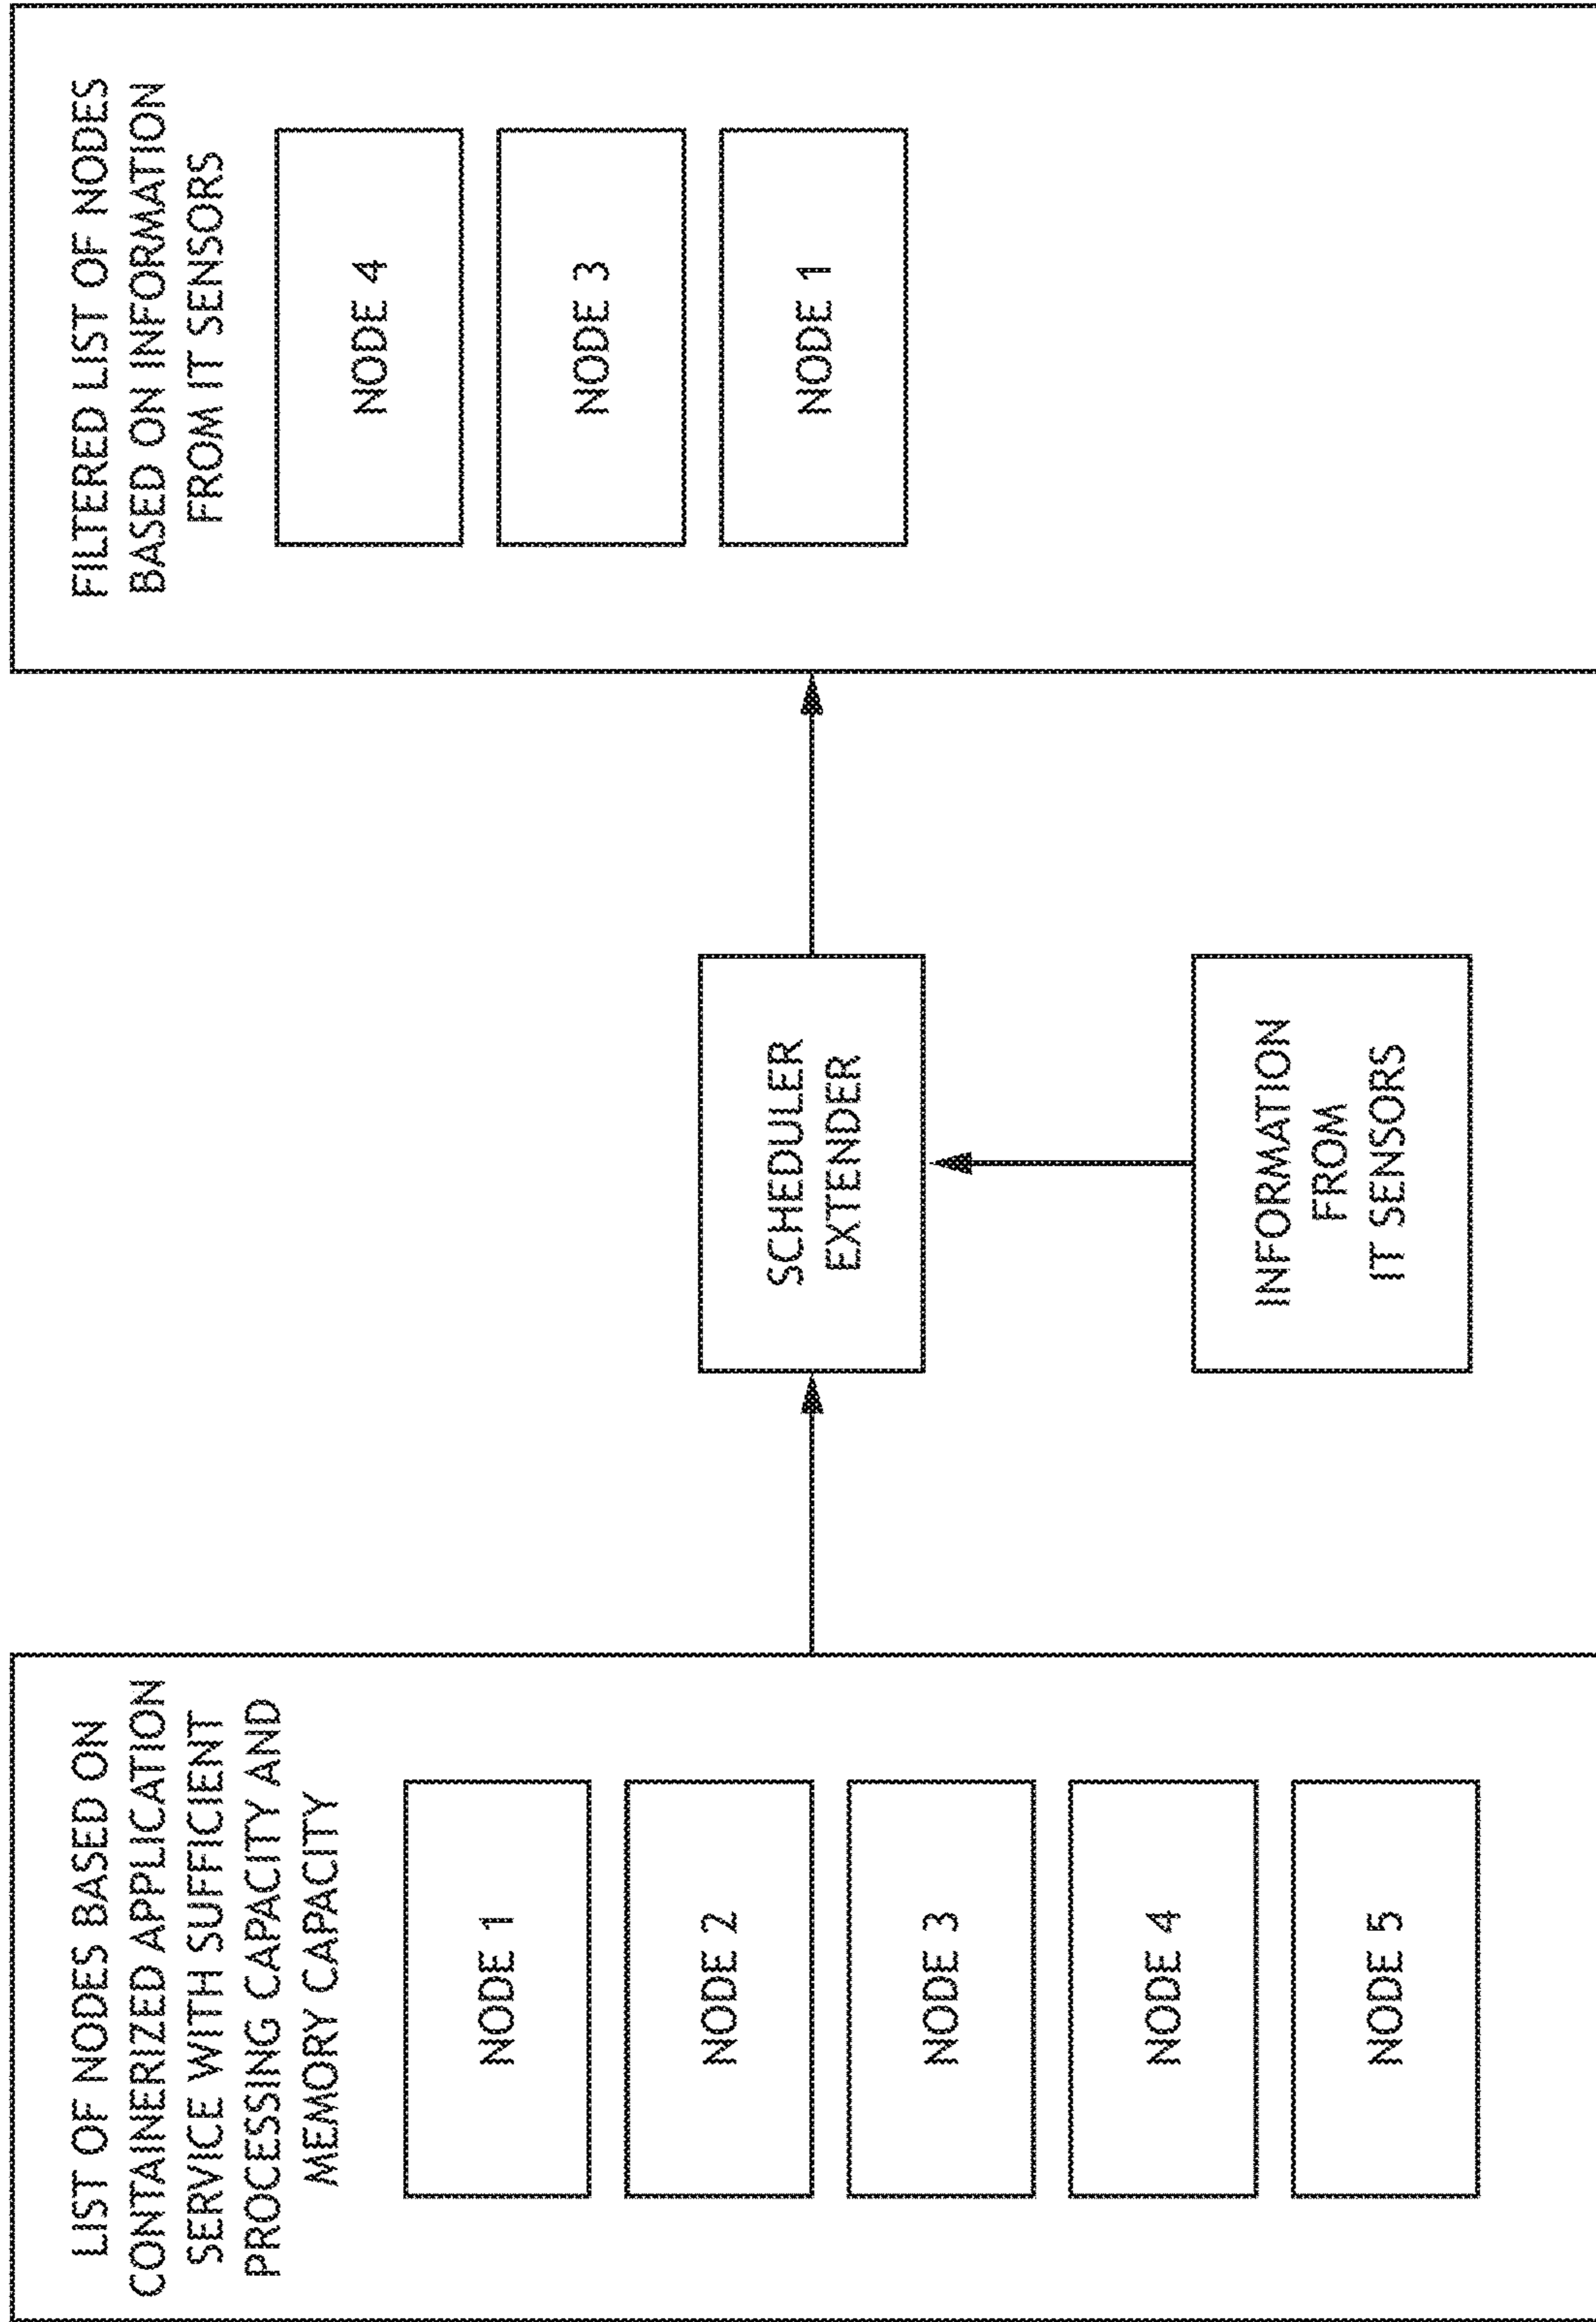 LIST OF NODES BASED ON
CONTAINERIZED APPLICATION
SERVICE WITH SUFFICIENT
PROCESSING CAPACITY AND
MEMORY CAPACITY
NODE 1
NODE 2
NODE 3
NODE 4
NODE 5
SCHEDULER
EXTENDER
INFORMATION
FROM
IT SENSORS
FILTERED LIST OF NODES
BASED ON INFORMATION
FROM IT SENSORS
NODE 4
NODE 3
NODE 1